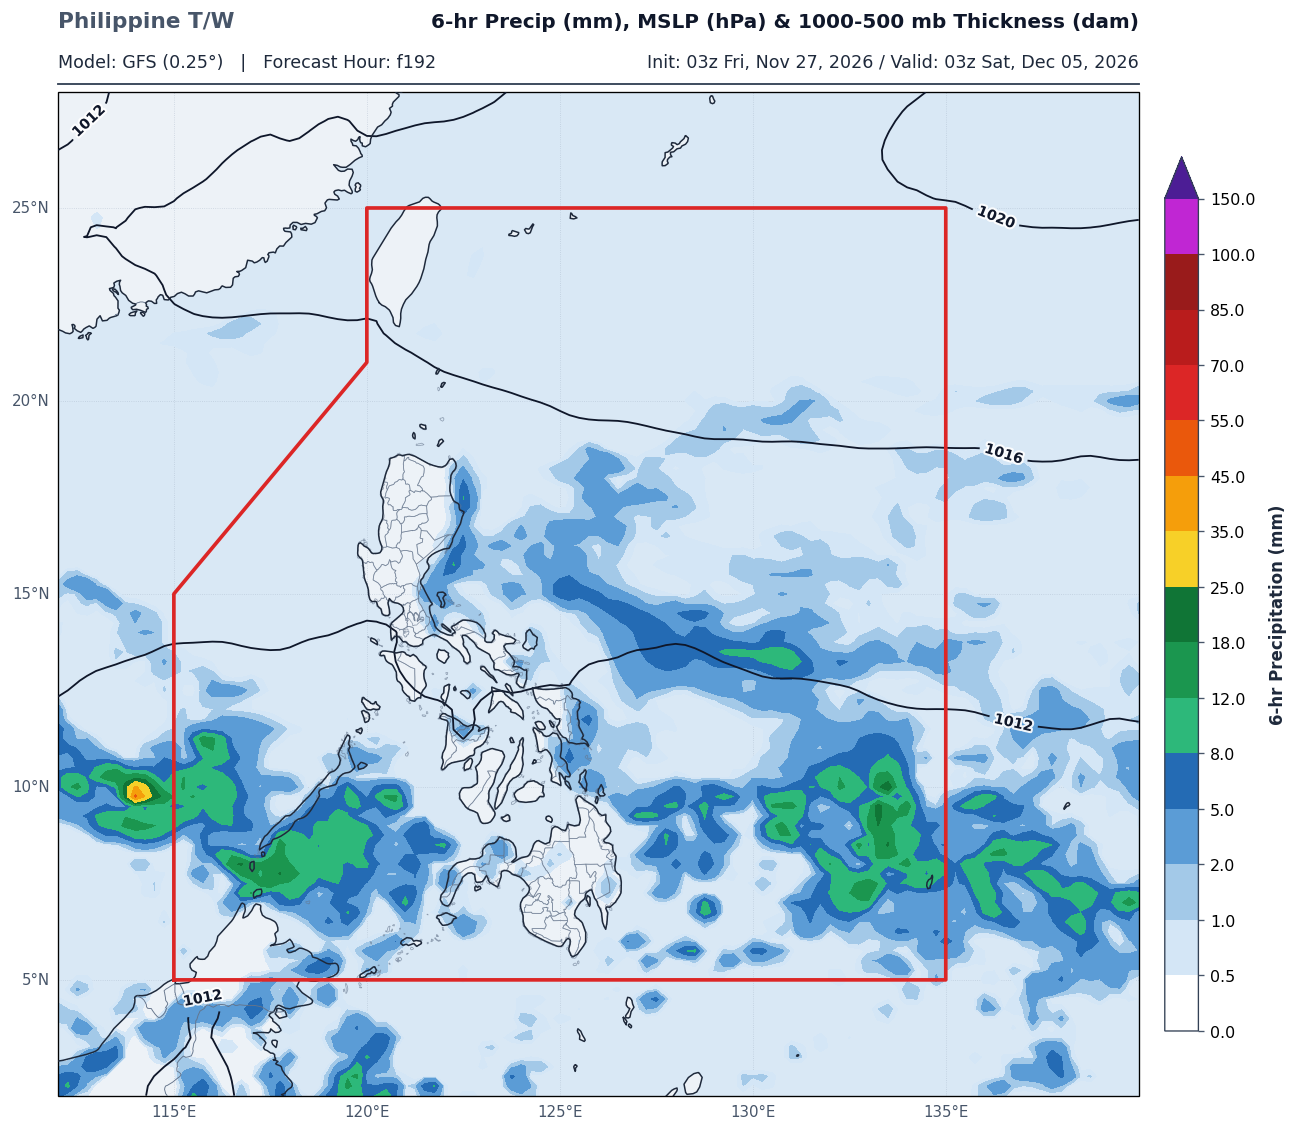 Philippine T/W
6-hr Precip (mm), MSLP (hPa) & 1000-500 mb Thickness (dam)
Model: GFS (0.25°) | Forecast Hour: f192
Init: 03z Fri, Nov 27, 2026 / Valid: 03z Sat, Dec 05, 2026
1012
1020
1016
1012
1012
25°N
20°N
15°N
10°N
5°N
115°E
120°E
125°E
130°E
135°E
150.0
100.0
85.0
70.0
55.0
45.0
35.0
25.0
18.0
12.0
8.0
5.0
2.0
1.0
0.5
0.0
6-hr Precipitation (mm)